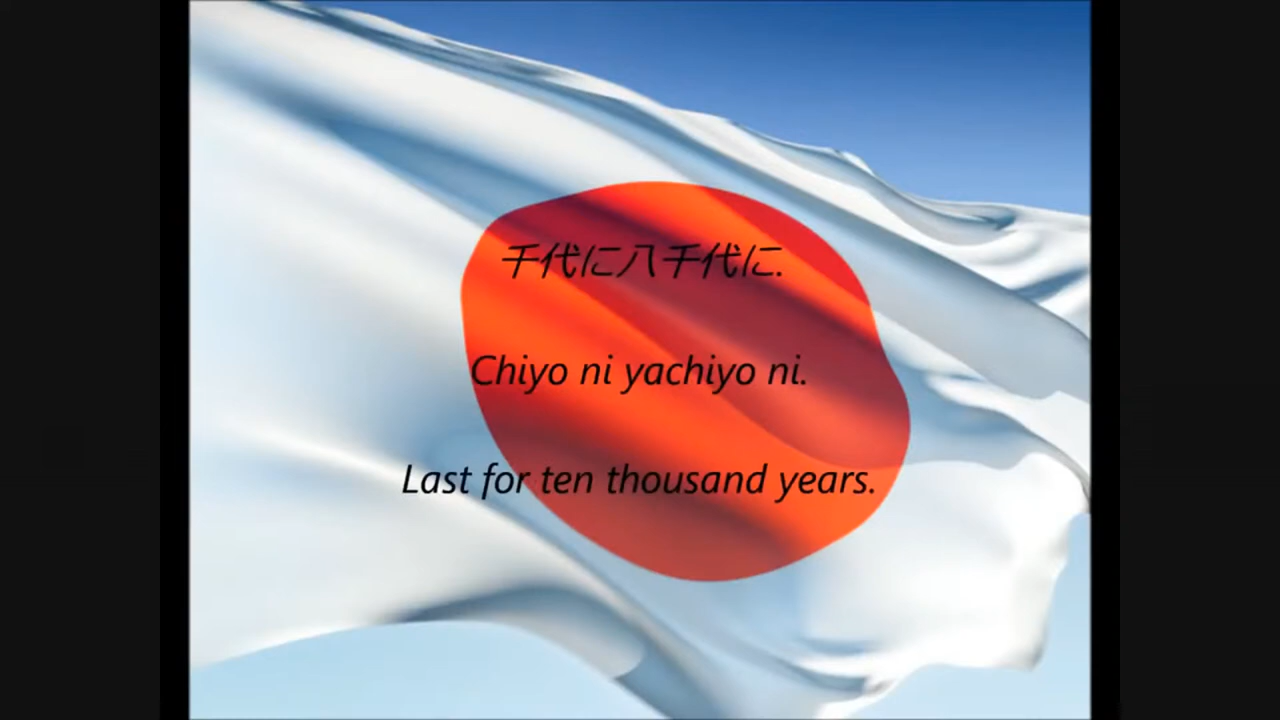 千代に八千代に.
Chiyo ni yachiyo ni.
Last for ten thousand years.